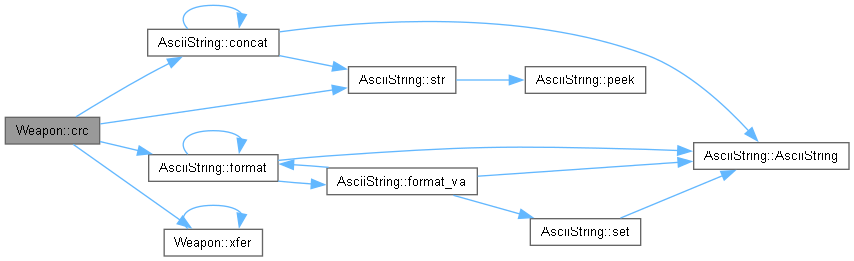 AsciiString::concat
AsciiString::str
AsciiString::peek
Weapon::crc
AsciiString::AsciiString
AsciiString::format
AsciiString::format_va
AsciiString::set
Weapon::xfer